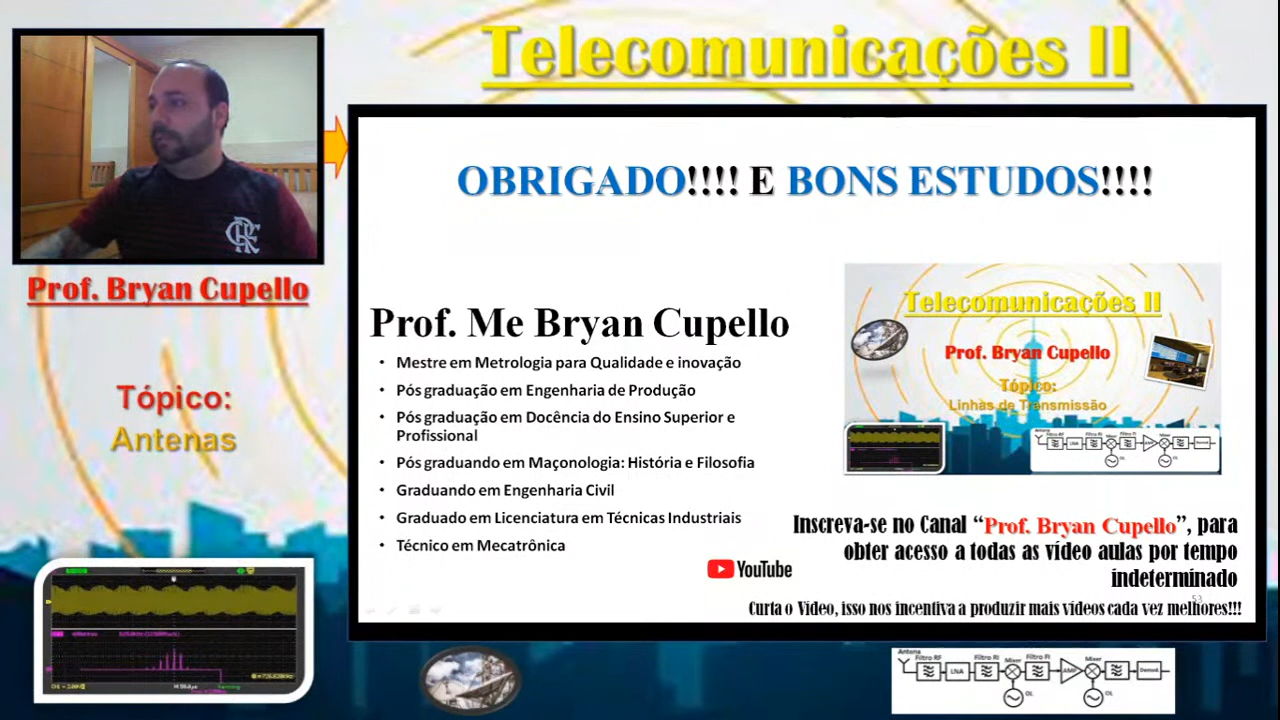 Telecomunicações II
OBRIGADO!!!! E BONS ESTUDOS!!!!
Prof. Bryan Cupello
Tópico:
Antenas
Prof. Me Bryan Cupello
• Mestre em Metrologia para Qualidade e inovação
• Pós graduação em Engenharia de Produção
• Pós graduação em Docência do Ensino Superior e
Profissional
• Pós graduando em Maçonologia: História e Filosofia
• Graduando em Engenharia Civil
• Graduado em Licenciatura em Técnicas Industriais
• Técnico em Mecatrônica
Telecomunicações II
Prof. Bryan Cupello
Tópico:
Linhas de Transmissão
Inscreva-se no Canal “Prof. Bryan Cupello”, para
obter acesso a todas as vídeo aulas por tempo
indeterminado
YouTube
53
Curta o Vídeo, isso nos incentiva a produzir mais vídeos cada vez melhores!!!
Antena
Filtro RF
LNA
Filtro RI
Mixer
Filtro FI
AMP
Mixer
Demod.
OL
OL